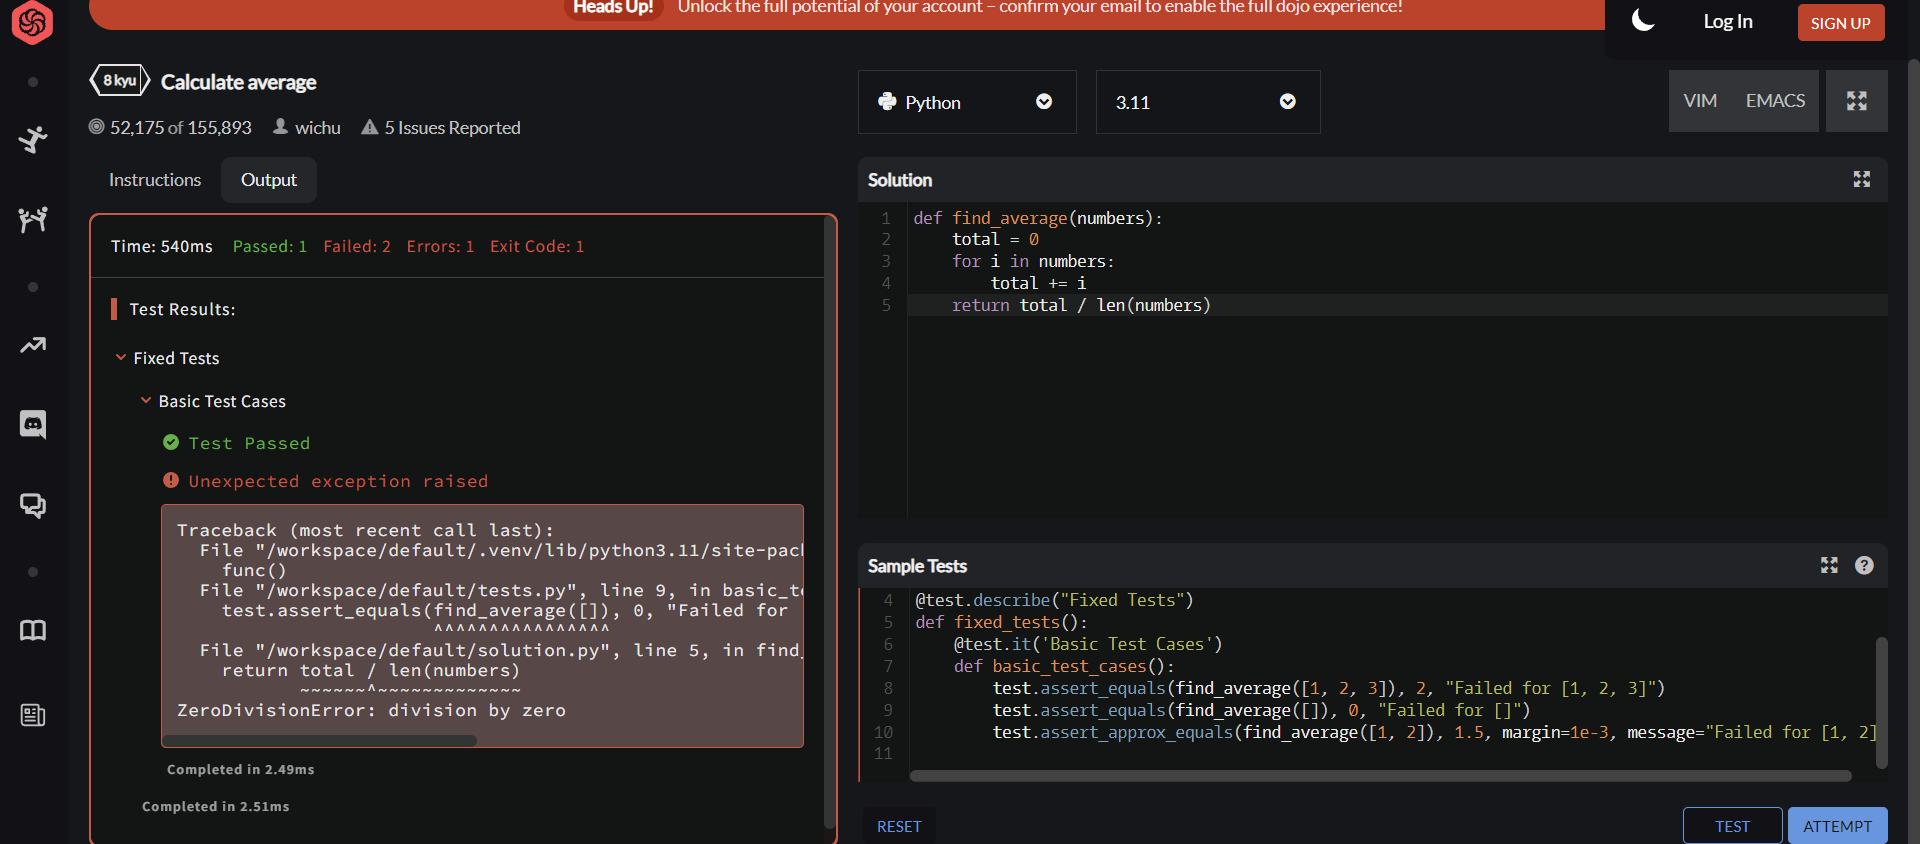 Heads Up! Unlock the full potential of your account – confirm your email to enable the full dojo experience!
Log In
SIGN UP
8 kyu Calculate average
52,175 of 155,893 wichu 5 Issues Reported
Python
3.11
VIM EMACS
Instructions Output
Time: 540ms Passed: 1 Failed: 2 Errors: 1 Exit Code: 1
Test Results:
Fixed Tests
Basic Test Cases
Test Passed
Unexpected exception raised
Traceback (most recent call last):
File "/workspace/default/.venv/lib/python3.11/site-pac
func()
File "/workspace/default/tests.py", line 9, in basic_t
test.assert_equals(find_average([]), 0, "Failed for
^^^^^^^^^^^^^^^^
File "/workspace/default/solution.py", line 5, in find_
return total / len(numbers)
~~~~~~^~~~~~~~~~~~~~
ZeroDivisionError: division by zero
Completed in 2.49ms
Completed in 2.51ms
Solution
1 def find_average(numbers):
2 total = 0
3 for i in numbers:
4 total += i
5 return total / len(numbers)
Sample Tests
4 @test.describe("Fixed Tests")
5 def fixed_tests():
6 @test.it('Basic Test Cases')
7 def basic_test_cases():
8 test.assert_equals(find_average([1, 2, 3]), 2, "Failed for [1, 2, 3]")
9 test.assert_equals(find_average([]), 0, "Failed for []")
10 test.assert_approx_equals(find_average([1, 2]), 1.5, margin=1e-3, message="Failed for [1, 2]
11
RESET
TEST
ATTEMPT